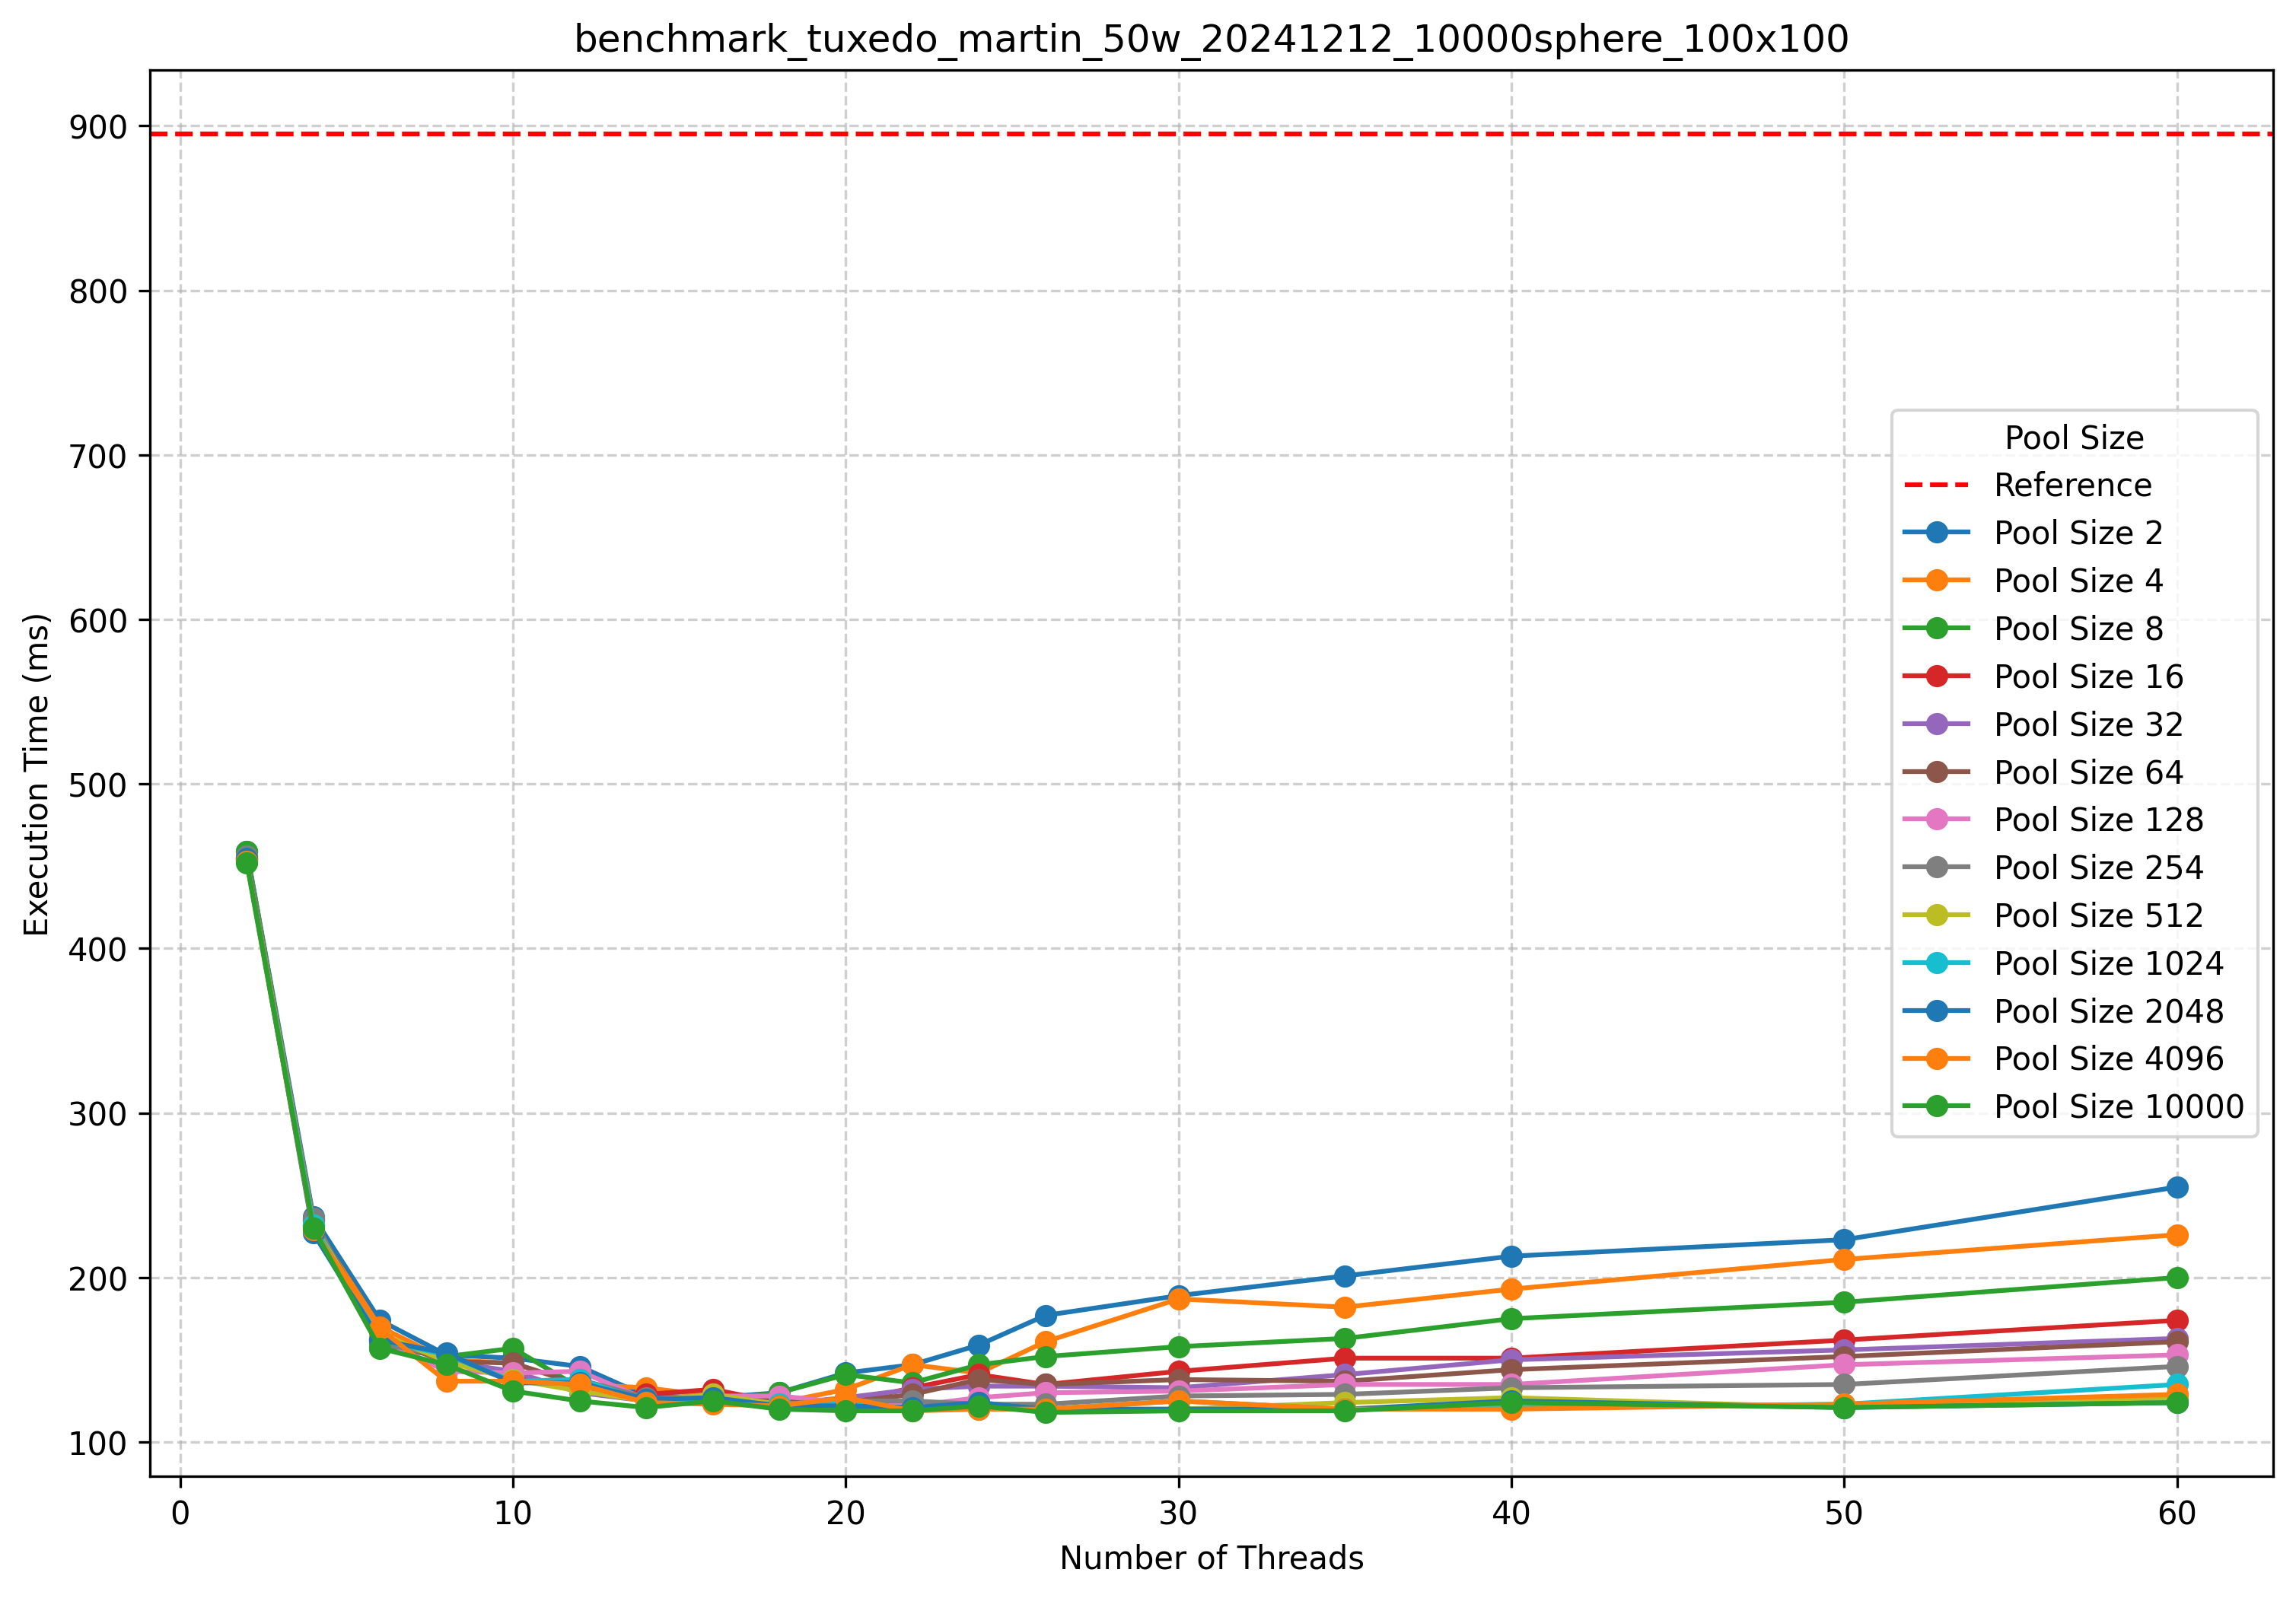 benchmark_tuxedo_martin_50w_20241212_10000sphere_100x100
900
800
700
600
500
400
300
200
100
Execution Time (ms)
Pool Size
Reference
Pool Size 2
Pool Size 4
Pool Size 8
Pool Size 16
Pool Size 32
Pool Size 64
Pool Size 128
Pool Size 254
Pool Size 512
Pool Size 1024
Pool Size 2048
Pool Size 4096
Pool Size 10000
0 10 20 30 40 50 60
Number of Threads